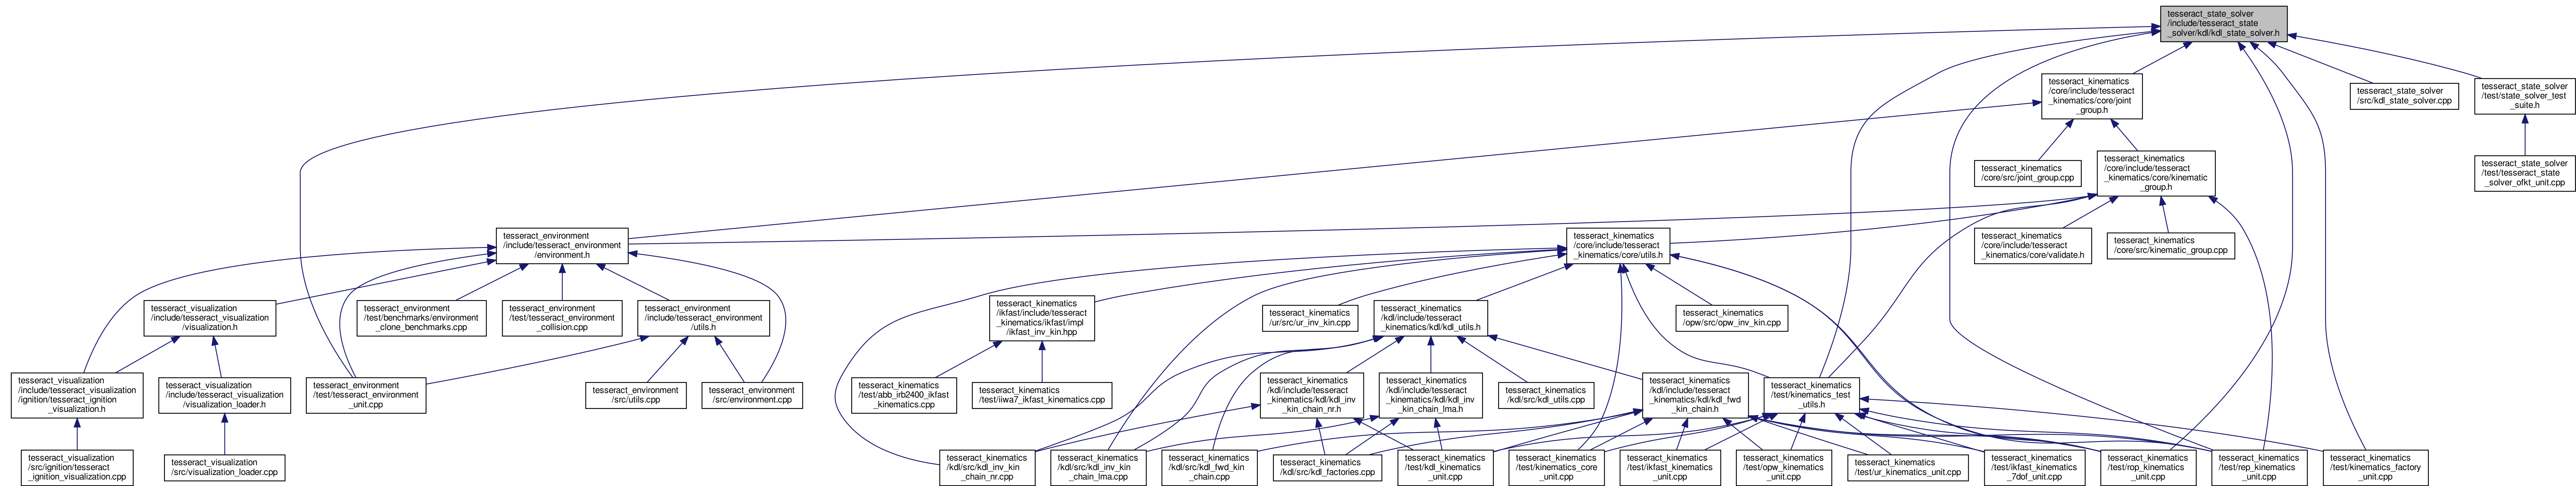 tesseract_state_solver
/include/tesseract_state
_solver/kdl/kdl_state_solver.h
tesseract_kinematics
/core/include/tesseract
_kinematics/core/joint
_group.h
tesseract_state_solver
/src/kdl_state_solver.cpp
tesseract_state_solver
/test/state_solver_test
_suite.h
tesseract_kinematics
/core/src/joint_group.cpp
tesseract_kinematics
/core/include/tesseract
_kinematics/core/kinematic
_group.h
tesseract_state_solver
/test/tesseract_state
_solver_ofkt_unit.cpp
tesseract_environment
/include/tesseract_environment
/environment.h
tesseract_kinematics
/core/include/tesseract
_kinematics/core/utils.h
tesseract_kinematics
/core/include/tesseract
_kinematics/core/validate.h
tesseract_kinematics
/core/src/kinematic_group.cpp
tesseract_visualization
/include/tesseract_visualization
/visualization.h
tesseract_environment
/test/benchmarks/environment
_clone_benchmarks.cpp
tesseract_environment
/test/tesseract_environment
_collision.cpp
tesseract_environment
/include/tesseract_environment
/utils.h
tesseract_kinematics
/ikfast/include/tesseract
_kinematics/ikfast/impl
/ikfast_inv_kin.hpp
tesseract_kinematics
/ur/src/ur_inv_kin.cpp
tesseract_kinematics
/kdl/include/tesseract
_kinematics/kdl/kdl_utils.h
tesseract_kinematics
/opw/src/opw_inv_kin.cpp
tesseract_visualization
/include/tesseract_visualization
/ignition/tesseract_ignition
_visualization.h
tesseract_visualization
/include/tesseract_visualization
/visualization_loader.h
tesseract_environment
/test/tesseract_environment
_unit.cpp
tesseract_environment
/src/utils.cpp
tesseract_environment
/src/environment.cpp
tesseract_kinematics
/test/abb_irb2400_ikfast
_kinematics.cpp
tesseract_kinematics
/test/iiwa7_ikfast_kinematics.cpp
tesseract_kinematics
/kdl/include/tesseract
_kinematics/kdl/kdl_inv
_kin_chain_nr.h
tesseract_kinematics
/kdl/include/tesseract
_kinematics/kdl/kdl_inv
_kin_chain_lma.h
tesseract_kinematics
/kdl/src/kdl_utils.cpp
tesseract_kinematics
/kdl/include/tesseract
_kinematics/kdl/kdl_fwd
_kin_chain.h
tesseract_kinematics
/test/kinematics_test
_utils.h
tesseract_visualization
/src/ignition/tesseract
_ignition_visualization.cpp
tesseract_visualization
/src/visualization_loader.cpp
tesseract_kinematics
/kdl/src/kdl_inv_kin
_chain_nr.cpp
tesseract_kinematics
/kdl/src/kdl_inv_kin
_chain_lma.cpp
tesseract_kinematics
/kdl/src/kdl_fwd_kin
_chain.cpp
tesseract_kinematics
/kdl/src/kdl_factories.cpp
tesseract_kinematics
/test/kdl_kinematics
_unit.cpp
tesseract_kinematics
/test/kinematics_core
_unit.cpp
tesseract_kinematics
/test/ikfast_kinematics
_unit.cpp
tesseract_kinematics
/test/opw_kinematics
_unit.cpp
tesseract_kinematics
/test/ur_kinematics_unit.cpp
tesseract_kinematics
/test/ikfast_kinematics
_7dof_unit.cpp
tesseract_kinematics
/test/rop_kinematics
_unit.cpp
tesseract_kinematics
/test/rep_kinematics
_unit.cpp
tesseract_kinematics
/test/kinematics_factory
_unit.cpp